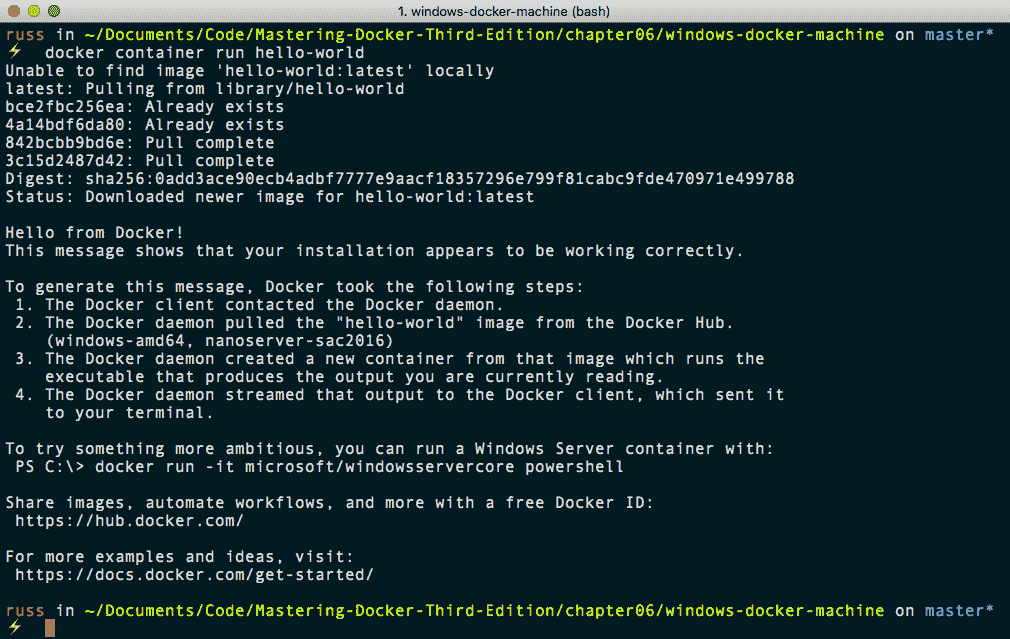 1. windows-docker-machine (bash)
russ in ~/Documents/Code/Mastering-Docker-Third-Edition/chapter06/windows-docker-machine on master*
⚡ docker container run hello-world
Unable to find image 'hello-world:latest' locally
latest: Pulling from library/hello-world
bce2fbc256ea: Already exists
4a14bdf6da80: Already exists
842bcbb9bd6e: Pull complete
3c15d2487d42: Pull complete
Digest: sha256:0add3ace90ecb4adbf7777e9aacf18357296e799f81cabc9fde470971e499788
Status: Downloaded newer image for hello-world:latest
Hello from Docker!
This message shows that your installation appears to be working correctly.
To generate this message, Docker took the following steps:
1. The Docker client contacted the Docker daemon.
2. The Docker daemon pulled the "hello-world" image from the Docker Hub.
(windows-amd64, nanoserver-sac2016)
3. The Docker daemon created a new container from that image which runs the
executable that produces the output you are currently reading.
4. The Docker daemon streamed that output to the Docker client, which sent it
to your terminal.
To try something more ambitious, you can run a Windows Server container with:
PS C:\> docker run -it microsoft/windowsservercore powershell
Share images, automate workflows, and more with a free Docker ID:
https://hub.docker.com/
For more examples and ideas, visit:
https://docs.docker.com/get-started/
russ in ~/Documents/Code/Mastering-Docker-Third-Edition/chapter06/windows-docker-machine on master*
⚡